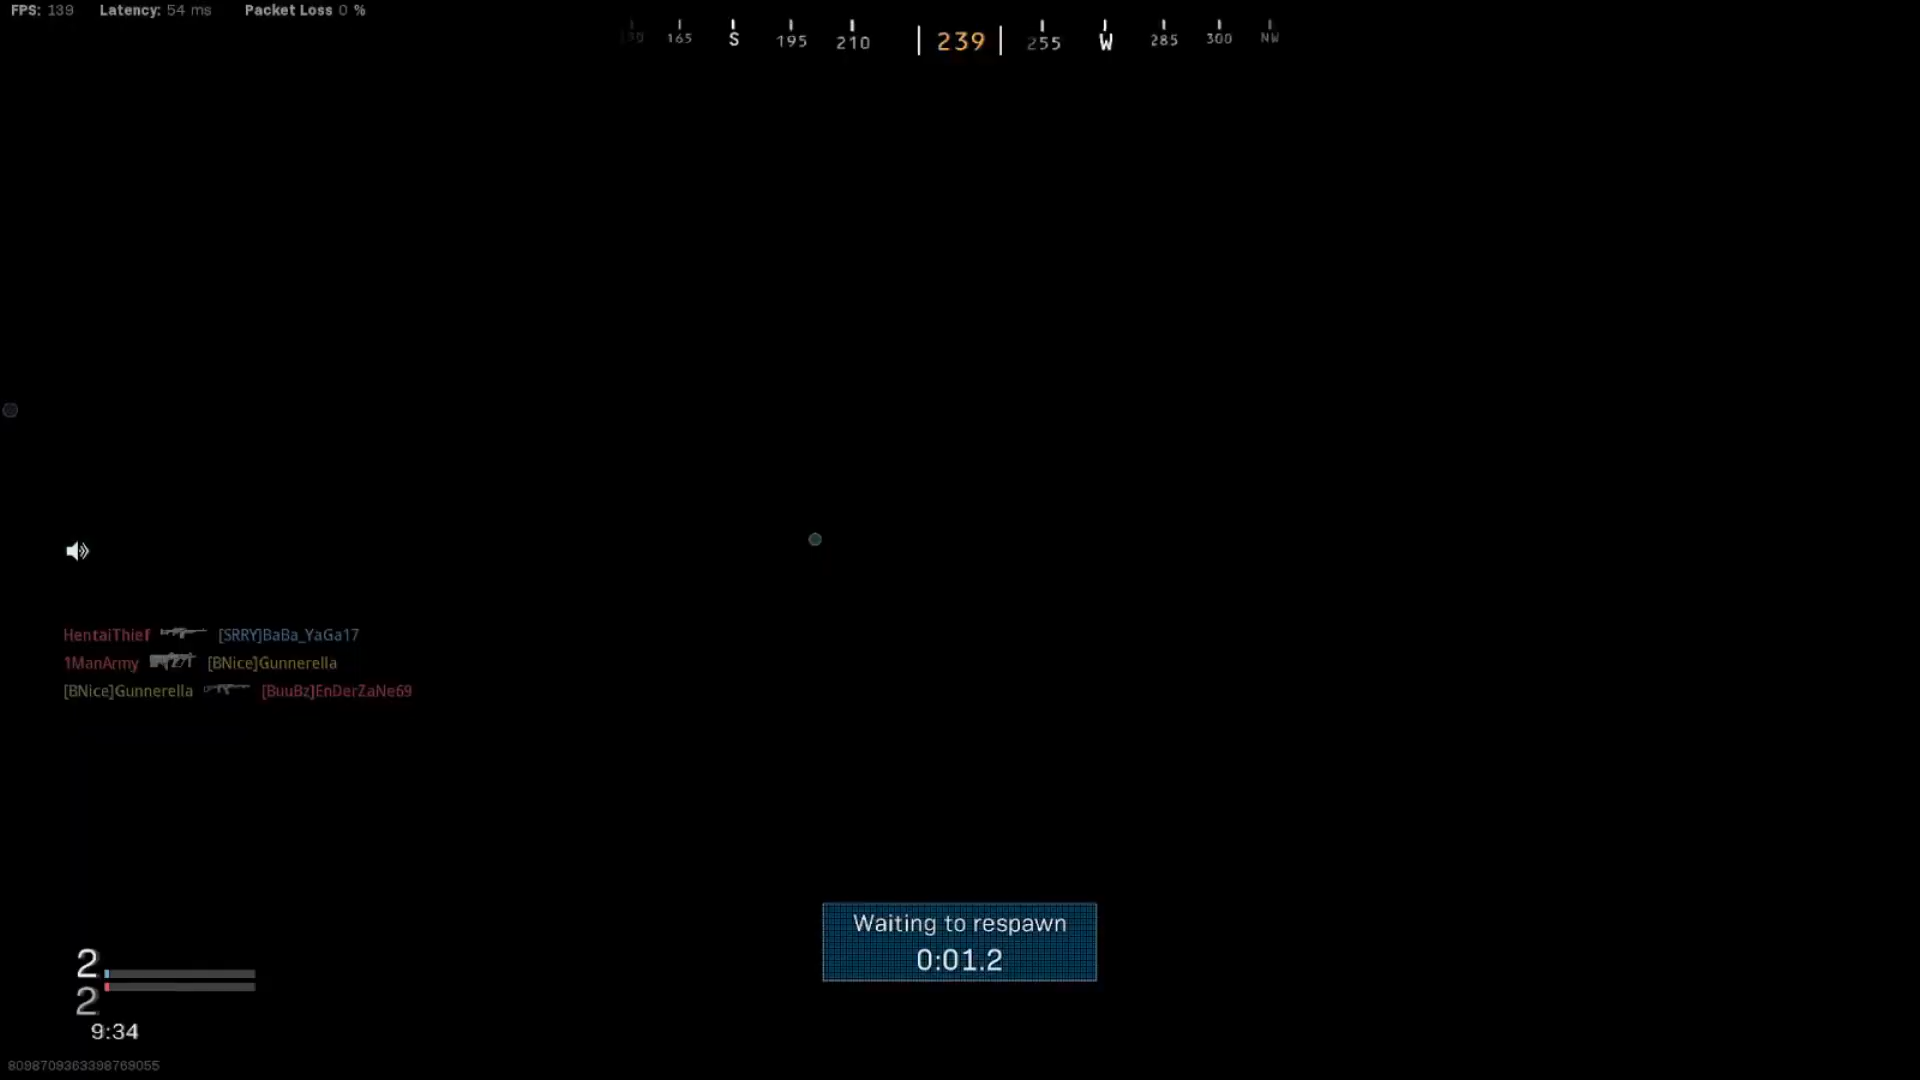 FPS: 139 Latency: 54 ms Packet Loss 0 %
165 S 195 210 239 255 W 285 300 NW
HentaiThief [SRRY]BaBa_YaGa17
1ManArmy [BNice]Gunnerella
[BNice]Gunnerella [BuuBz]EnDerZaNe69
Waiting to respawn
0:01.2
2
2
9:34
8098709363398769055